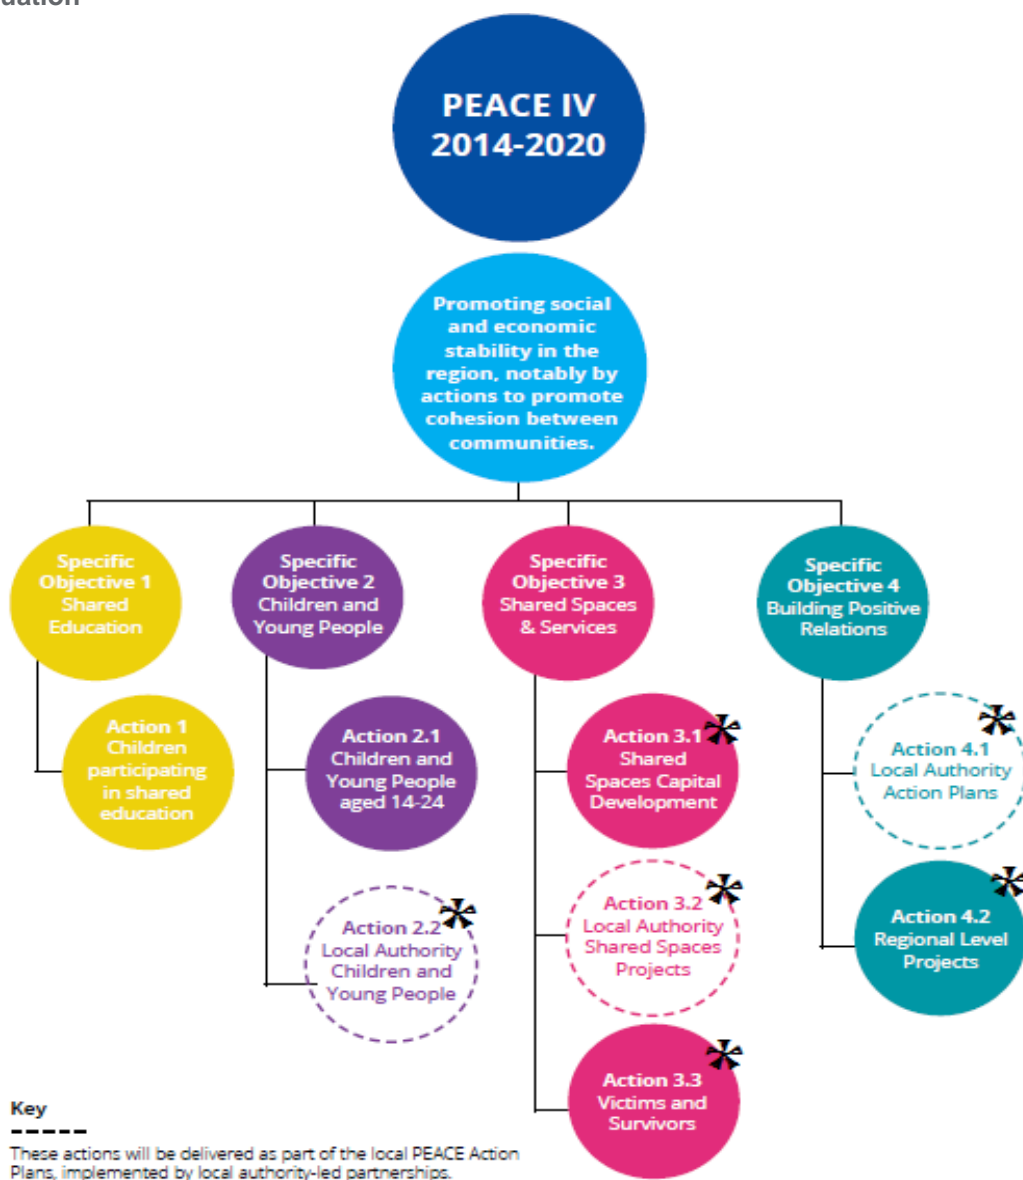 PEACE IV
2014-2020
Promoting social
and economic
stability in the
region, notably by
actions to promote
cohesion between
communities.
Specific
Objective 1
Shared
Education
Specific
Objective 2
Children and
Young People
Specific
Objective 3
Shared Spaces
& Services
Specific
Objective 4
Building Positive
Relations
Action 1
Children
participating
in shared
education
Action 2.1
Children and
Young People
aged 14-24
Action 2.2
Local Authority
Children and
Young People
Action 3.1
Shared
Spaces Capital
Development
Action 3.2
Local Authority
Shared Spaces
Projects
Action 3.3
Victims and
Survivors
Action 4.1
Local Authority
Action Plans
Action 4.2
Regional Level
Projects
Key
These actions will be delivered as part of the local PEACE Action
Plans, implemented by local authority-led partnerships.